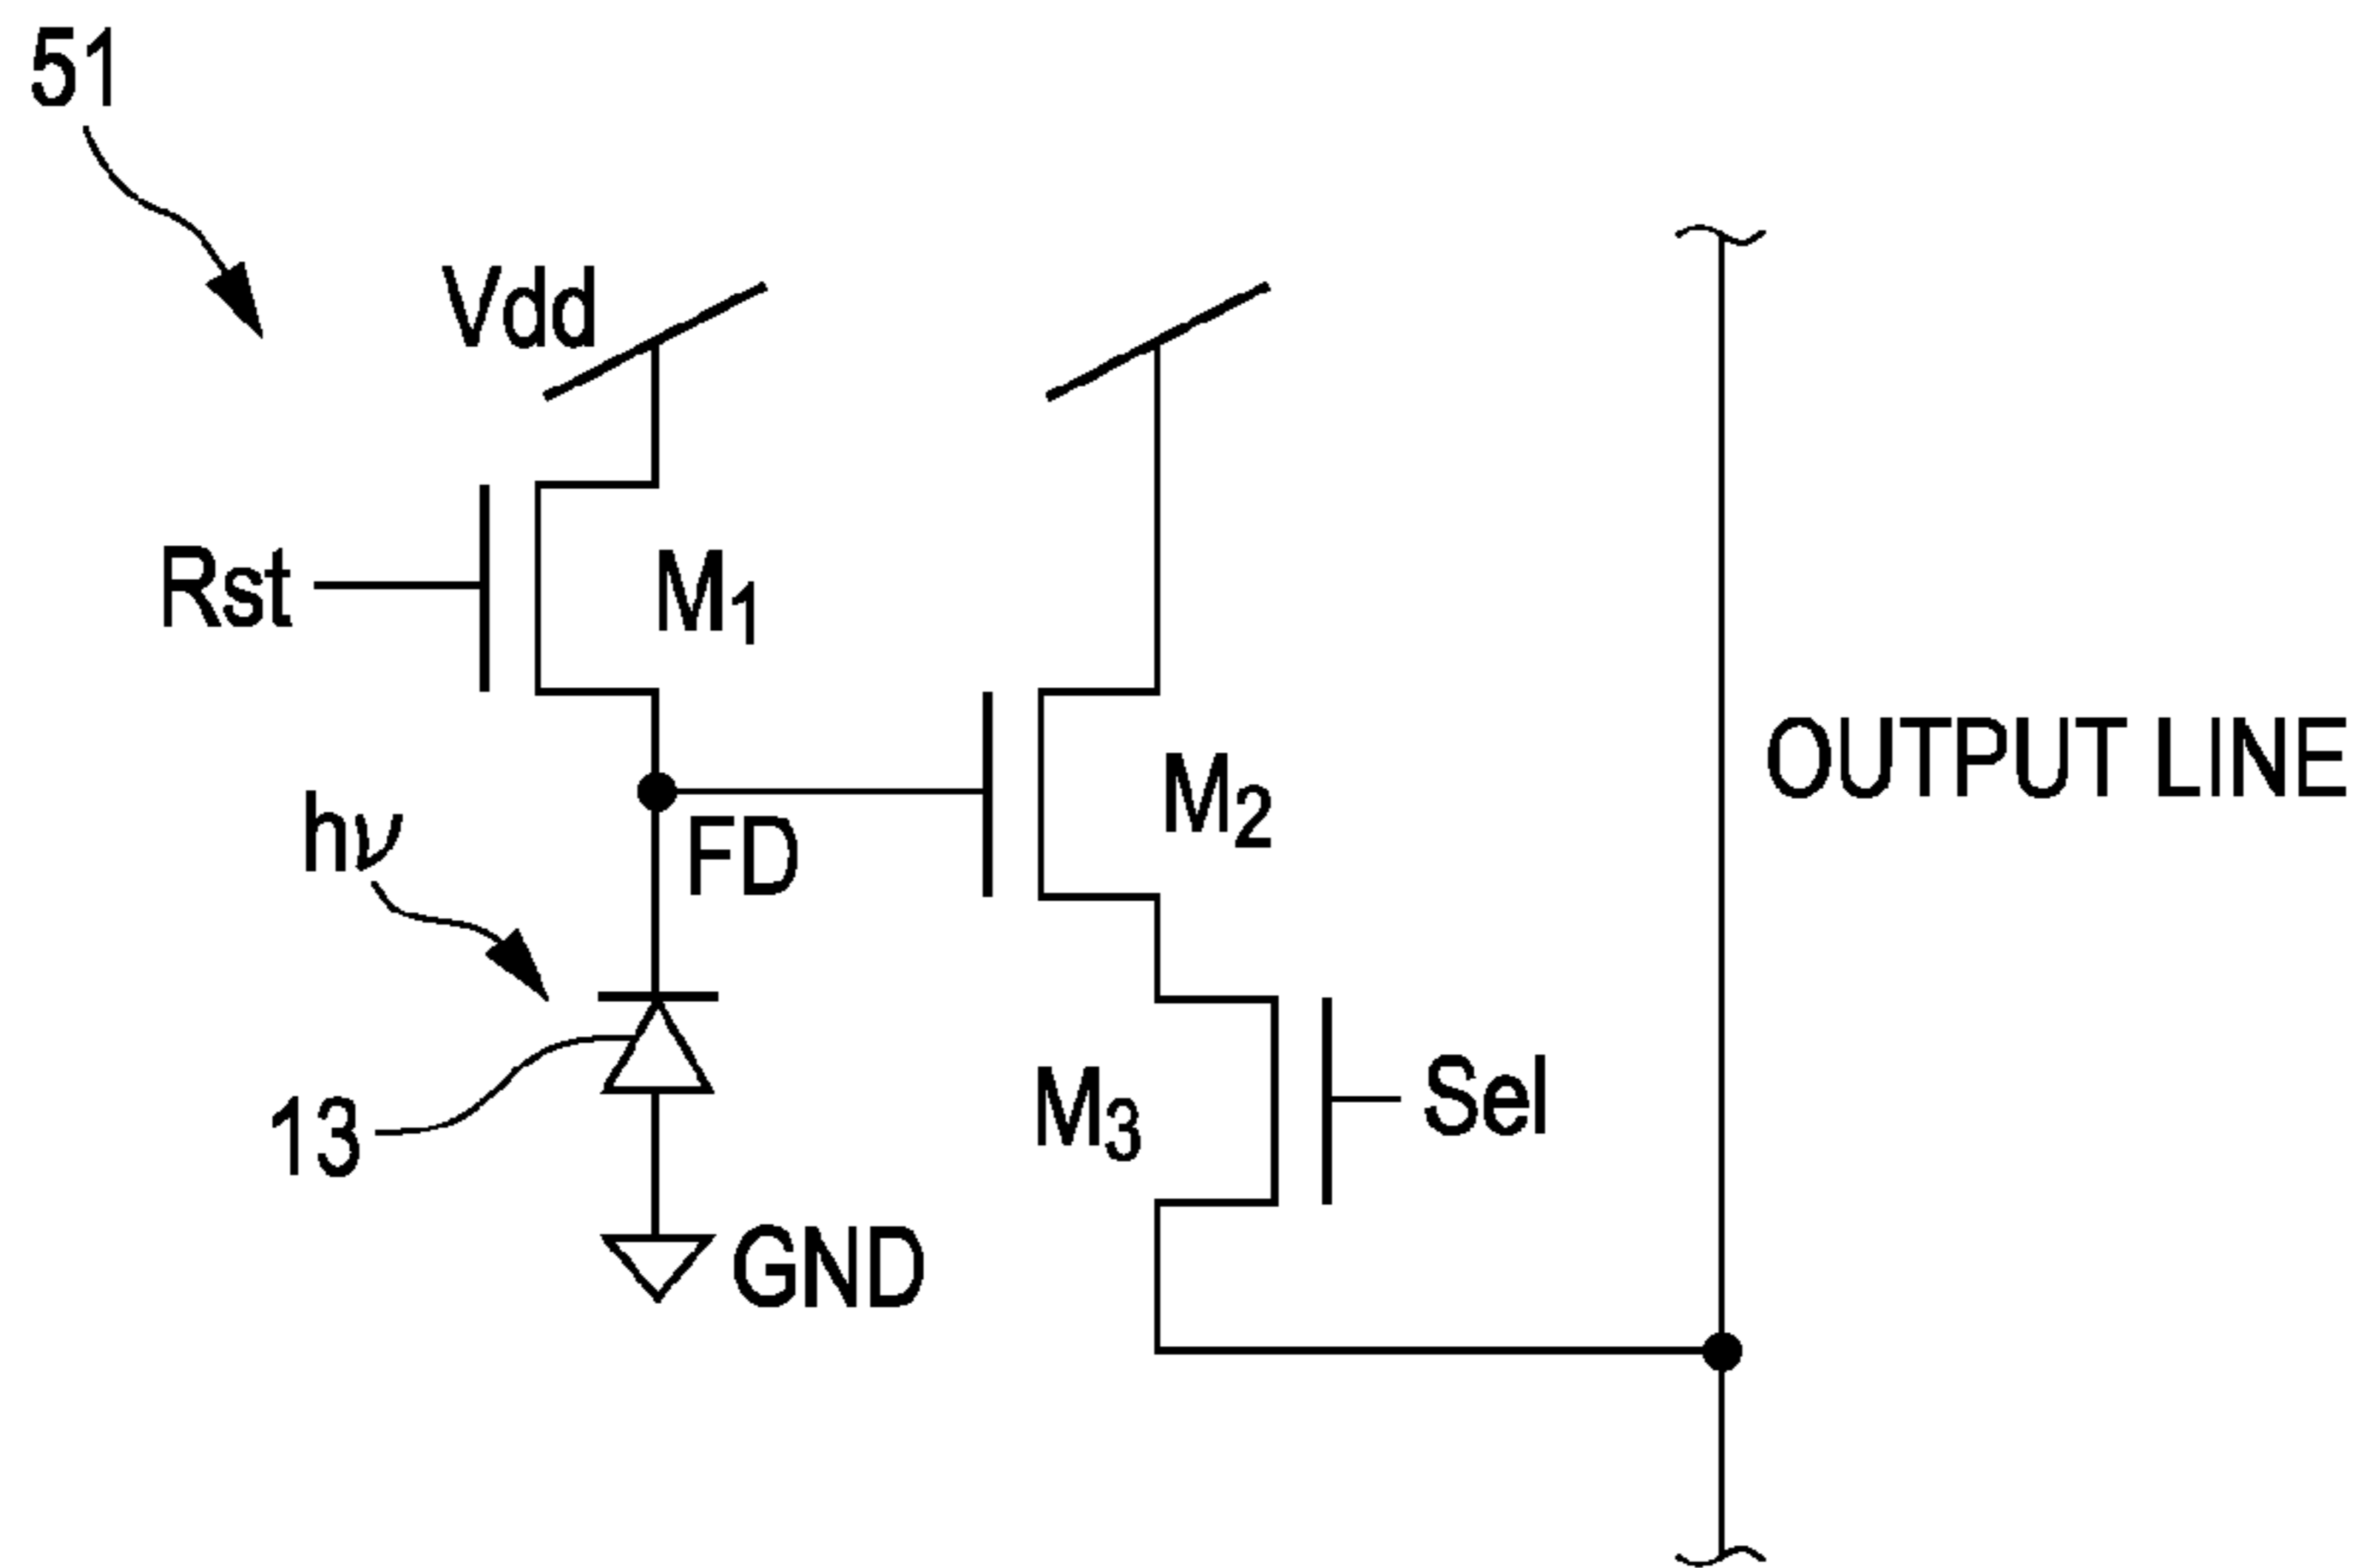 51
Vdd
Rst
M1
M2
OUTPUT LINE
hν
FD
13
M3
Sel
GND